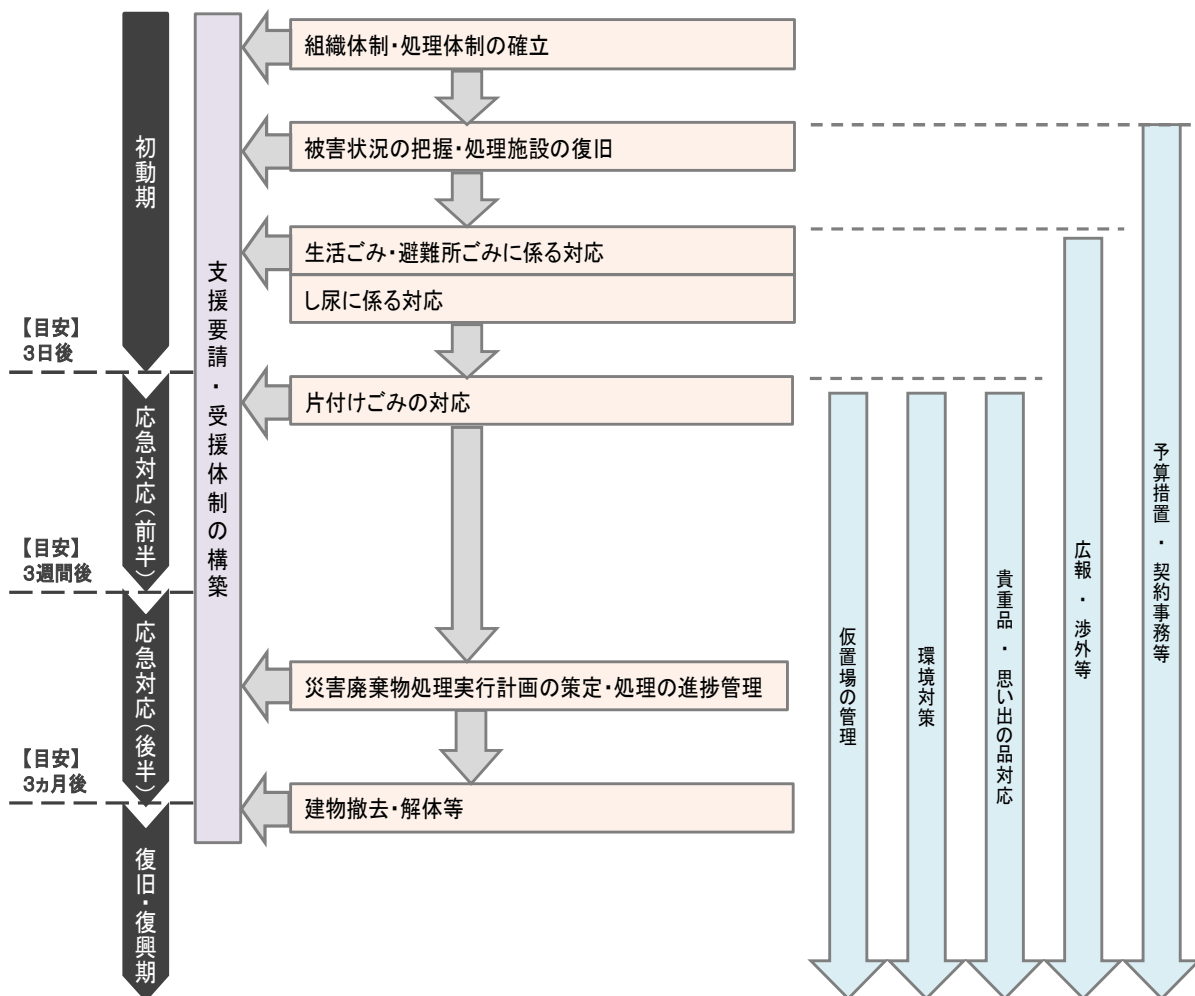 初動期
【目安】
3日後
応急対応(前半)
【目安】
3週間後
応急対応(後半)
【目安】
3ヵ月後
復旧・復興期
支援要請・受援体制の構築
組織体制・処理体制の確立
被害状況の把握・処理施設の復旧
生活ごみ・避難所ごみに係る対応
し尿に係る対応
片付けごみの対応
災害廃棄物処理実行計画の策定・処理の進捗管理
建物撤去・解体等
仮置場の管理
環境対策
貴重品・思い出の品対応
広報・渉外等
予算措置・契約事務等